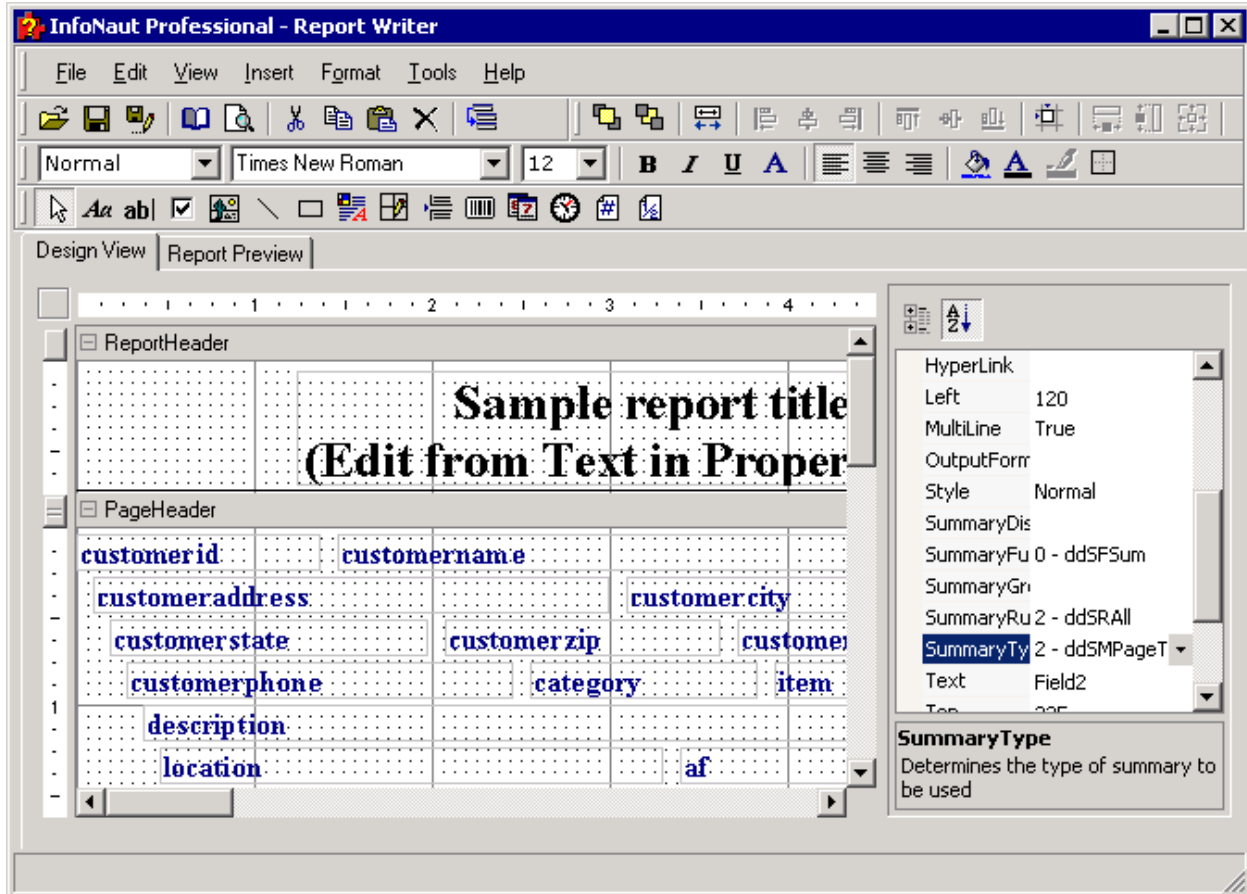 InfoNaut Professional - Report Writer
File Edit View Insert Format Tools Help
Normal Times New Roman 12 B I U A A
Aa ab|
Design View Report Preview
1 2 3 4
ReportHeader
Sample report title
(Edit from Text in Proper
PageHeader
customerid customername
customeraddress customercity
customerstate customerzip customer
customerphone category item
1
description
location af
HyperLink
Left 120
MultiLine True
OutputForm
Style Normal
SummaryDis
SummaryFu 0 - ddSFSum
SummaryGr
SummaryRu 2 - ddSRAll
SummaryTy 2 - ddSMPageT
Text Field2
SummaryType
Determines the type of summary to
be used